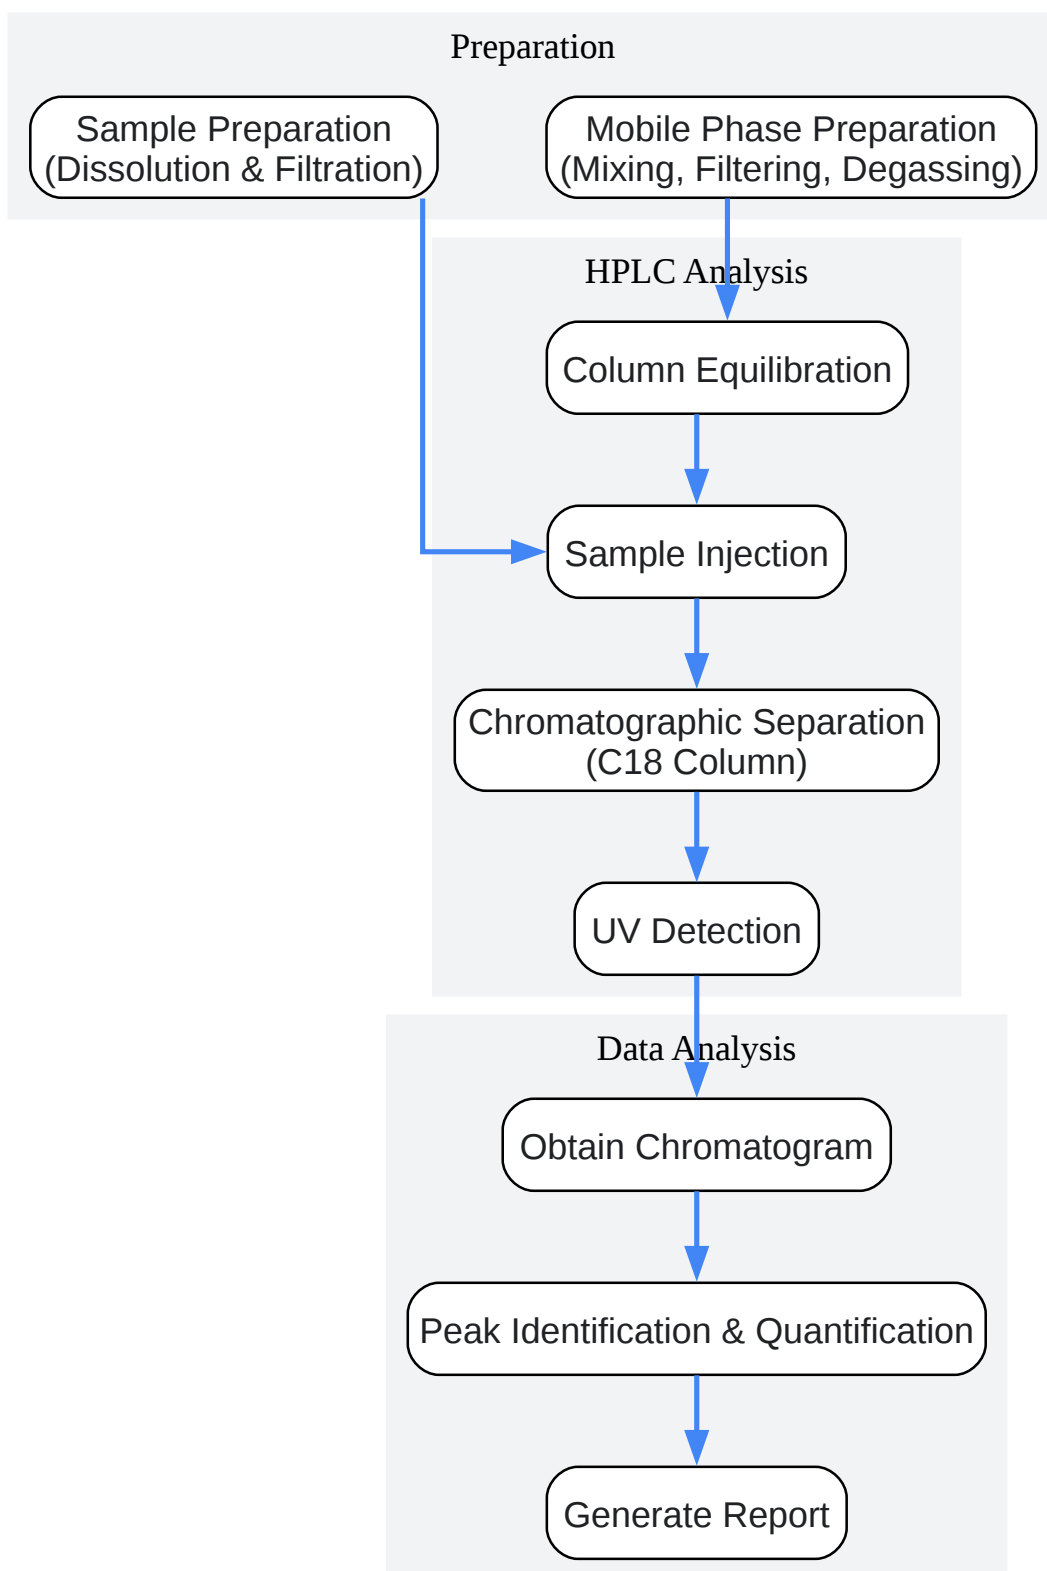 Preparation
Sample Preparation
(Dissolution & Filtration)
Mobile Phase Preparation
(Mixing, Filtering, Degassing)
HPLC Analysis
Column Equilibration
Sample Injection
Chromatographic Separation
(C18 Column)
UV Detection
Data Analysis
Obtain Chromatogram
Peak Identification & Quantification
Generate Report